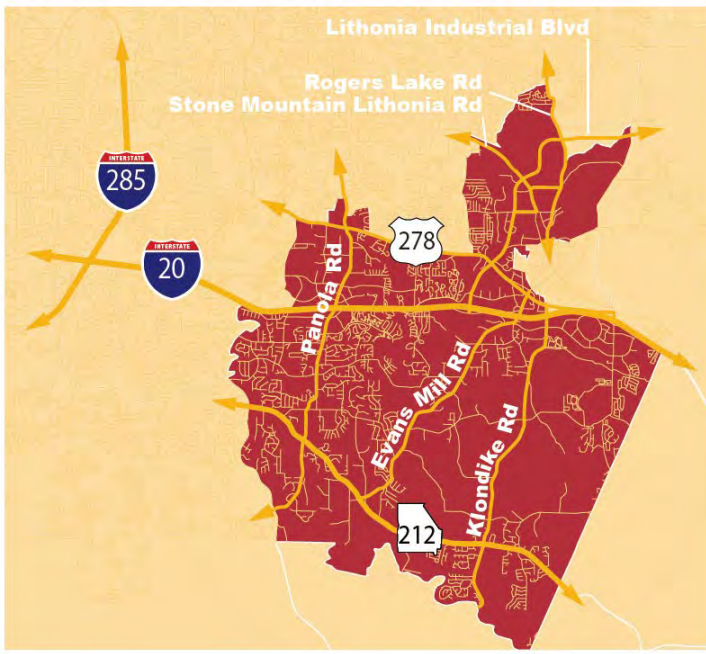 Lithonia Industrial Blvd
Rogers Lake Rd
Stone Mountain Lithonia Rd
INTERSTATE
285
278
INTERSTATE
20
Panola Rd
Evans Mill Rd
Klondike Rd
212